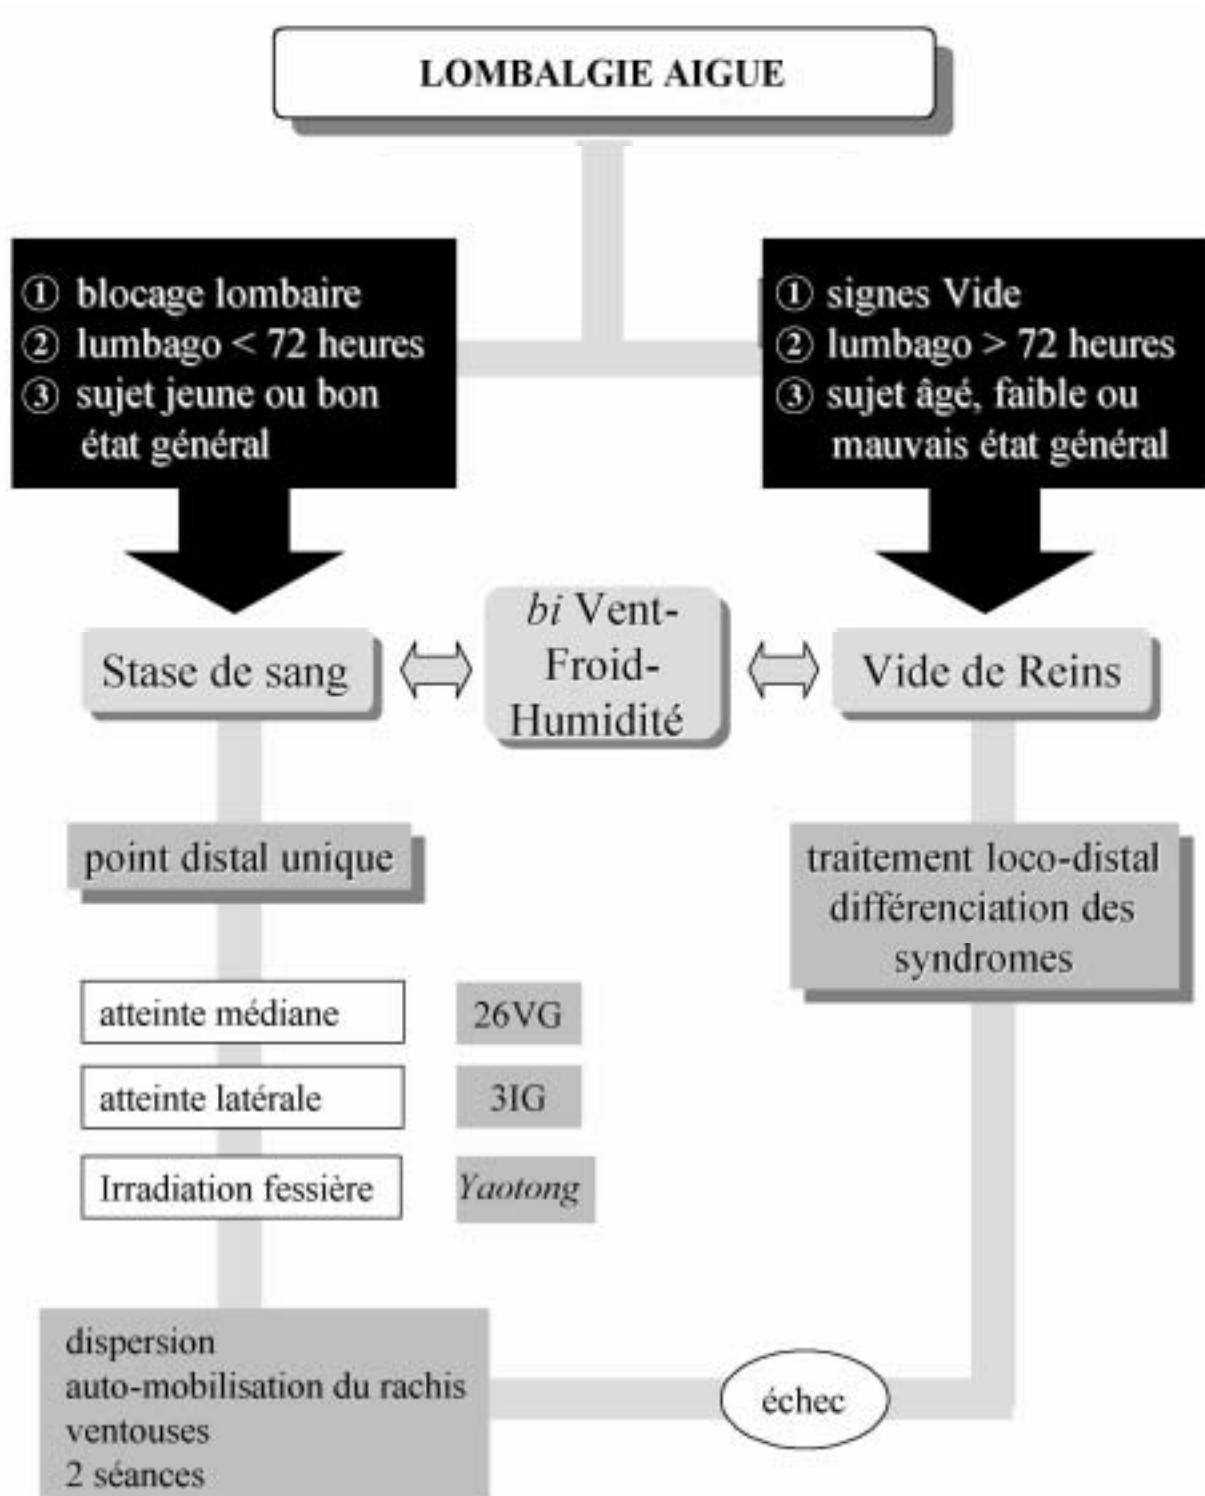 LOMBALGIE AIGUE
① blocage lombaire
② lumbago < 72 heures
③ sujet jeune ou bon
état général
① signes Vide
② lumbago > 72 heures
③ sujet âgé, faible ou
mauvais état général
Stase de sang
bi Vent-
Froid-
Humidité
Vide de Reins
point distal unique
traitement loco-distal
différenciation des
syndromes
atteinte médiane
26VG
atteinte latérale
3IG
Irradiation fessière
Yaotong
dispersion
auto-mobilisation du rachis
ventouses
2 séances
échec